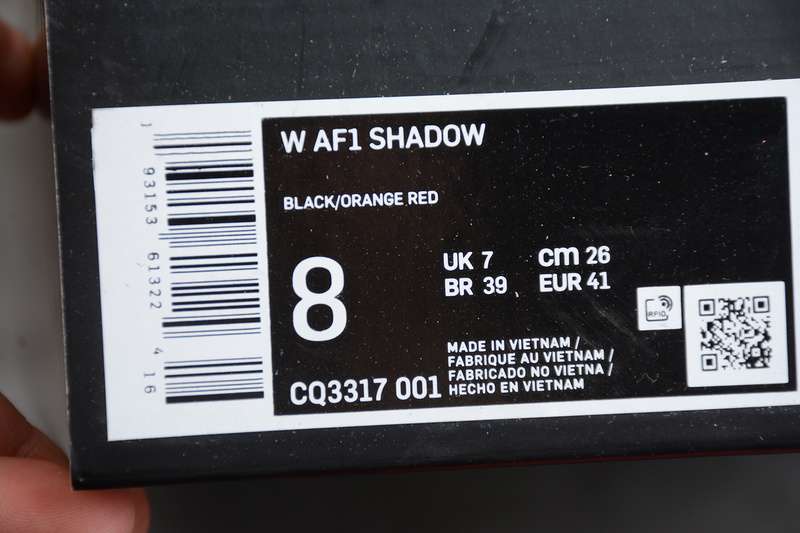 W AF1 SHADOW
BLACK/ORANGE RED
8
UK 7 cm 26
BR 39 EUR 41
RFID
MADE IN VIETNAM /
FABRIQUE AU VIETNAM /
FABRICADO NO VIETNA /
HECHO EN VIETNAM
CQ3317 001
1 93153 61322 4 16